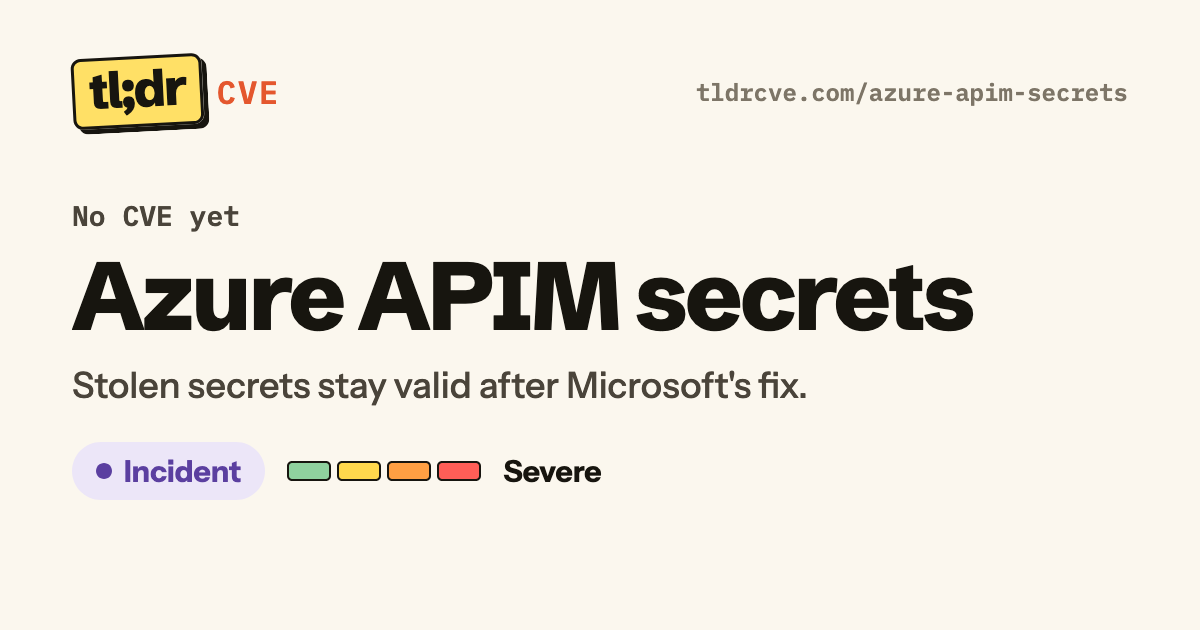 tl;dr CVE
tldrcve.com/azure-apim-secrets
No CVE yet
Azure APIM secrets
Stolen secrets stay valid after Microsoft's fix.
Incident
Severe